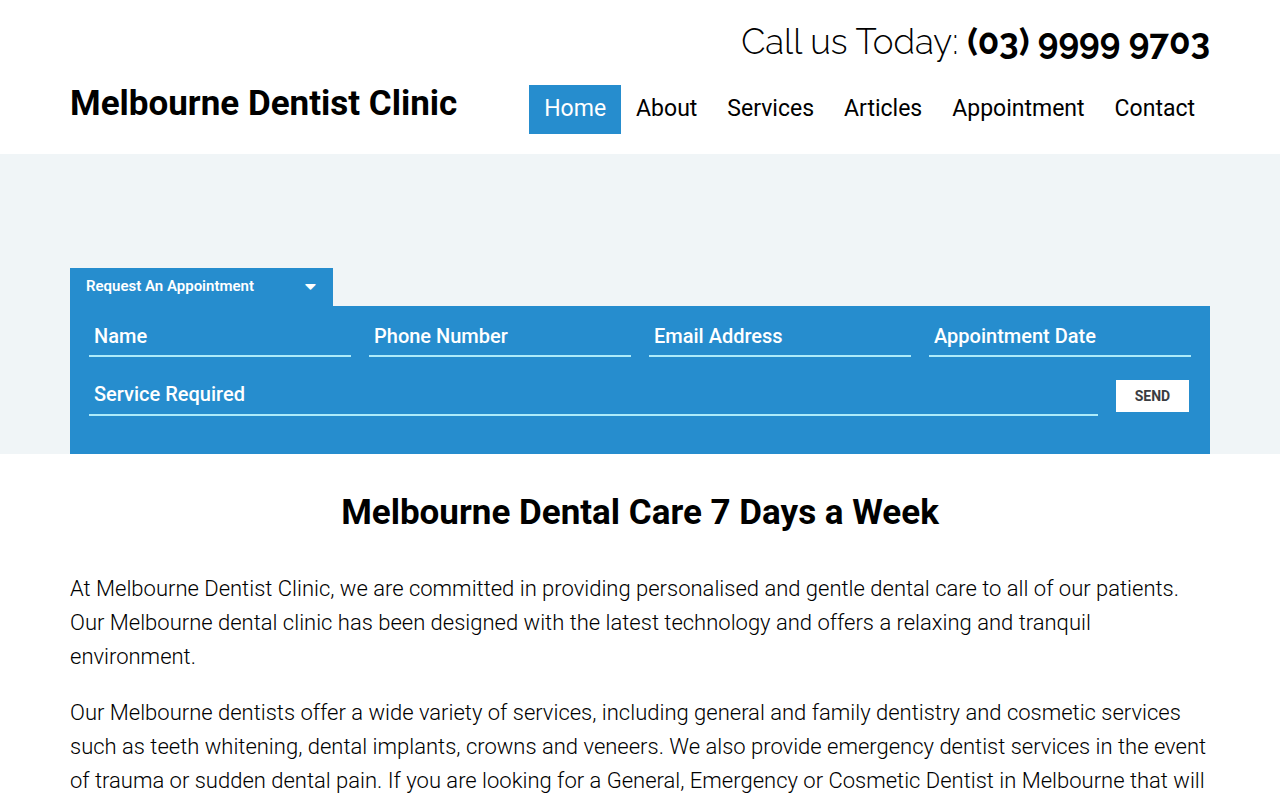 Call us Today: (03) 9999 9703
Melbourne Dentist Clinic
Home About Services Articles Appointment Contact
Request An Appointment
Name Phone Number Email Address Appointment Date
Service Required SEND
Melbourne Dental Care 7 Days a Week
At Melbourne Dentist Clinic, we are committed in providing personalised and gentle dental care to all of our patients.
Our Melbourne dental clinic has been designed with the latest technology and offers a relaxing and tranquil
environment.
Our Melbourne dentists offer a wide variety of services, including general and family dentistry and cosmetic services
such as teeth whitening, dental implants, crowns and veneers. We also provide emergency dentist services in the event
of trauma or sudden dental pain. If you are looking for a General, Emergency or Cosmetic Dentist in Melbourne that will